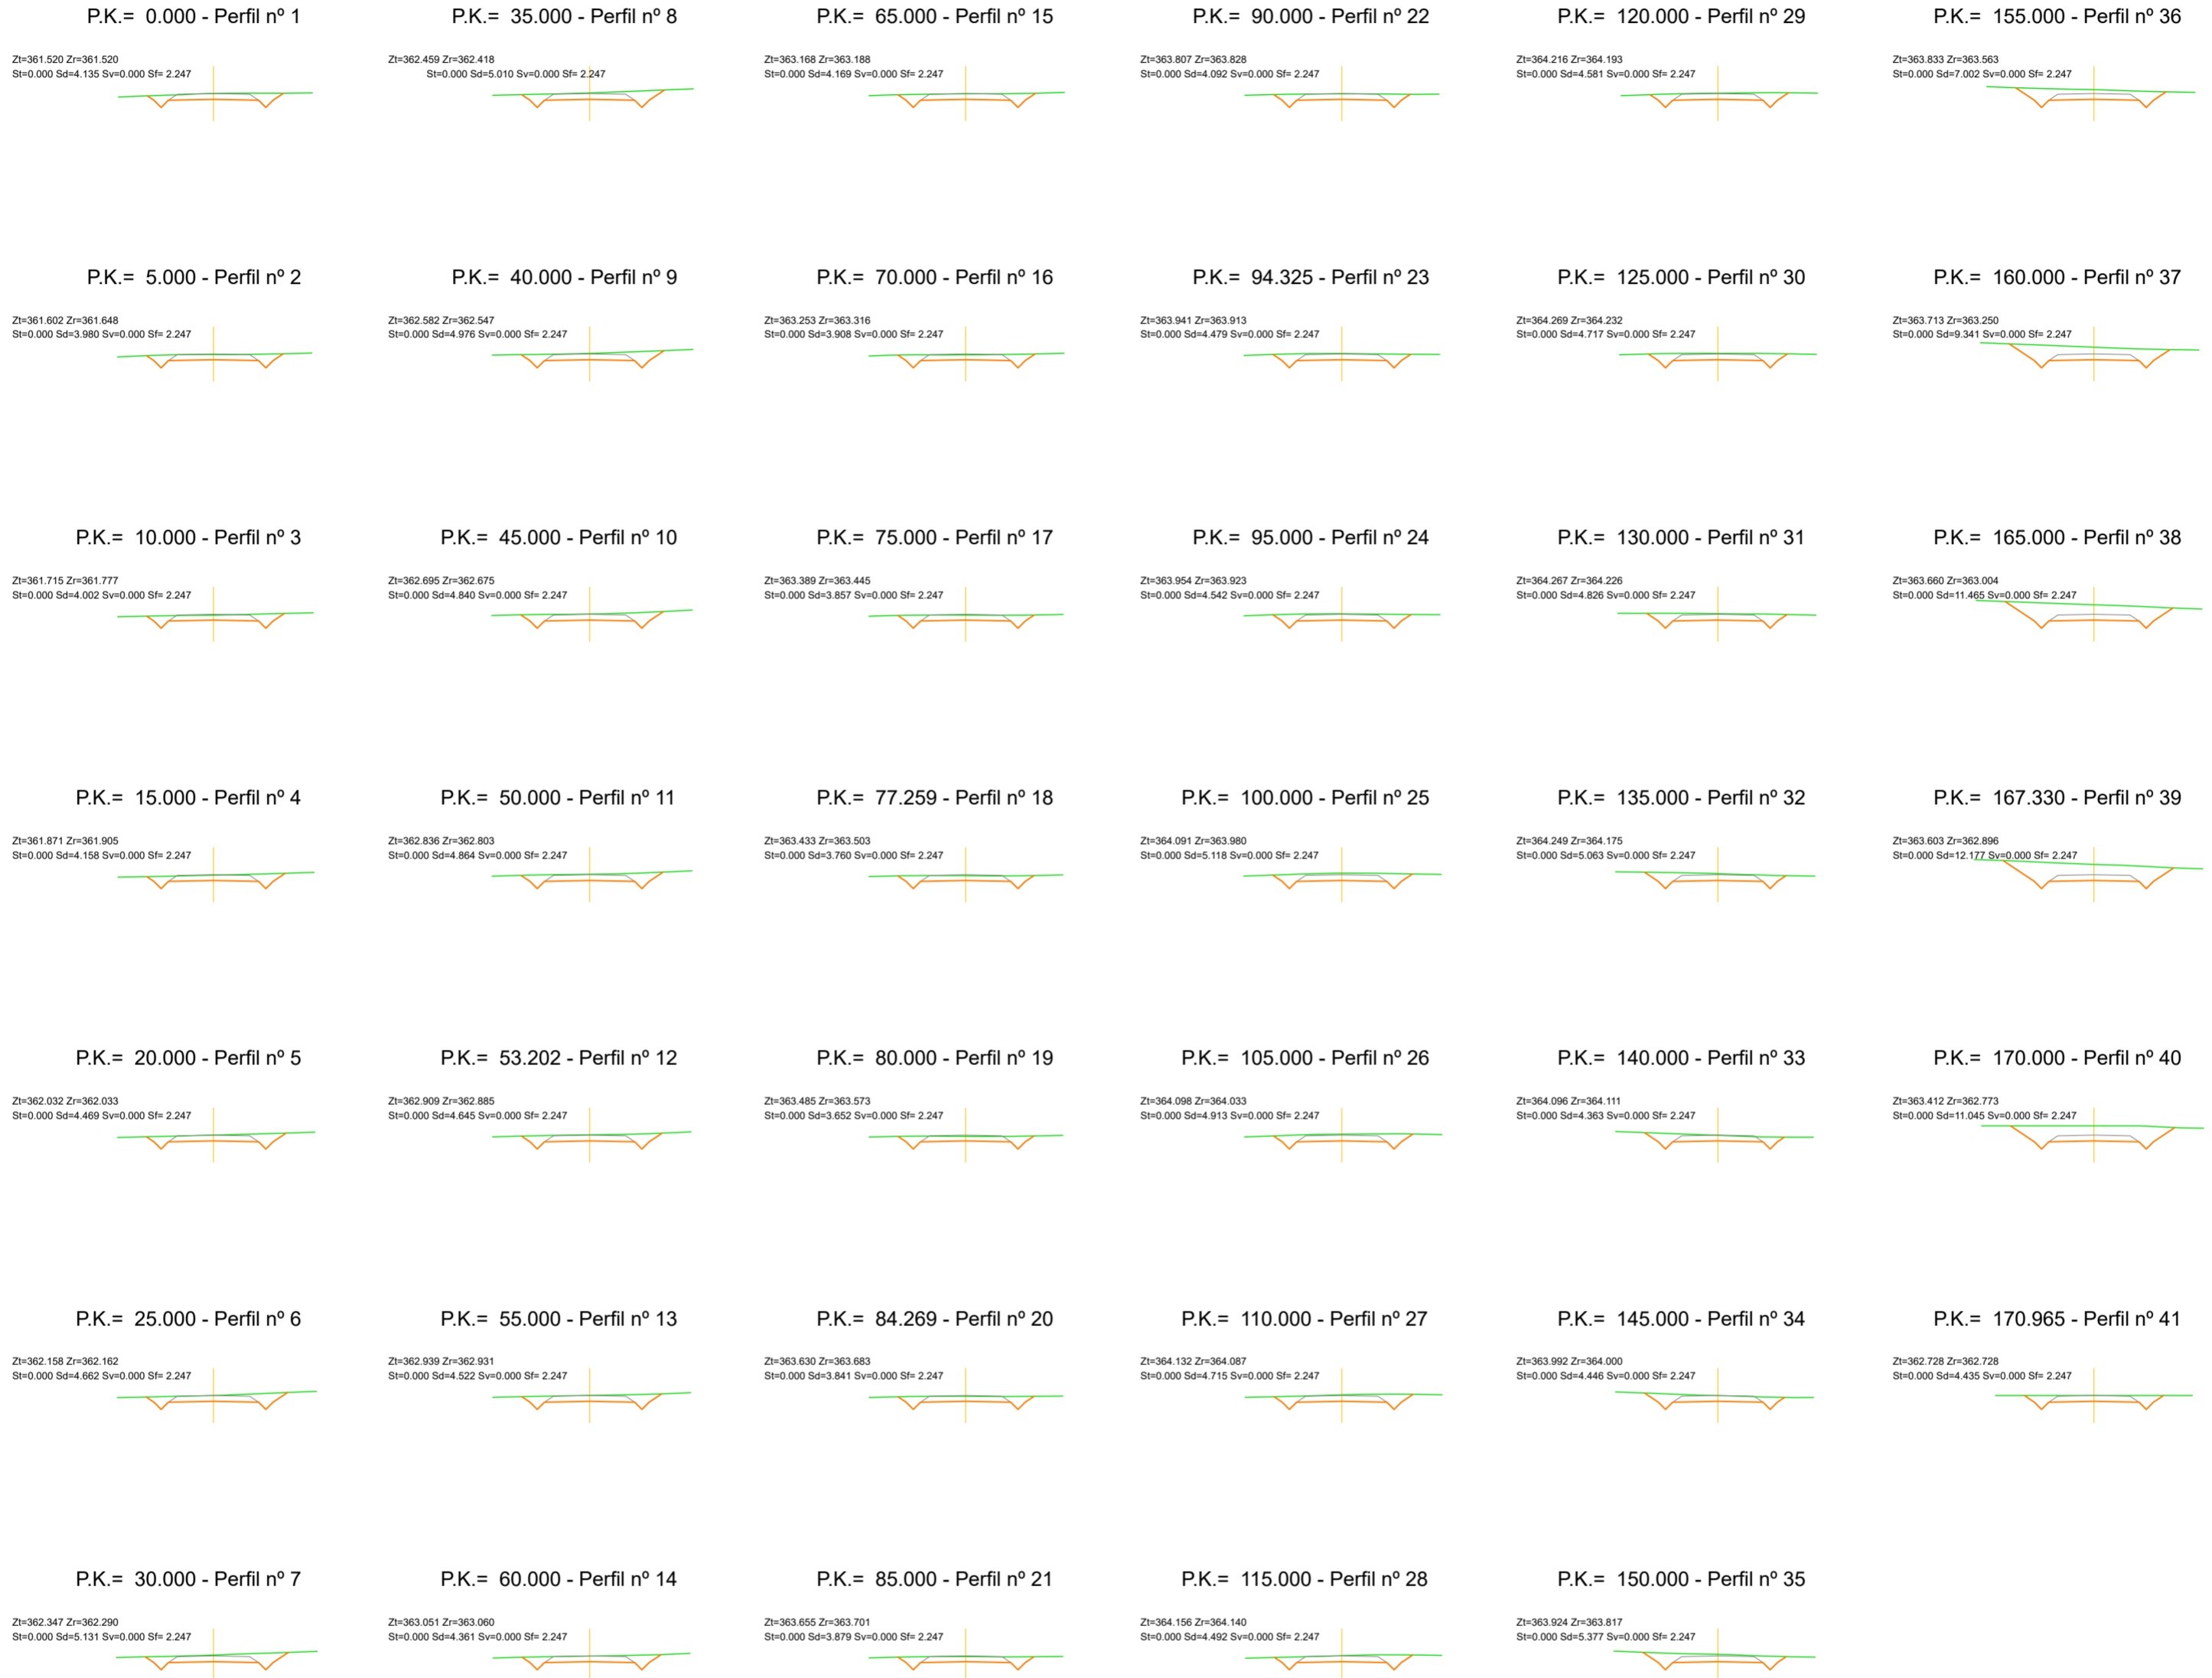 P.K.= 0.000 - Perfil nº 1
Zt=361.520 Zr=361.520
St=0.000 Sd=4.135 Sv=0.000 Sf= 2.247
P.K.= 5.000 - Perfil nº 2
Zt=361.602 Zr=361.648
St=0.000 Sd=3.980 Sv=0.000 Sf= 2.247
P.K.= 10.000 - Perfil nº 3
Zt=361.715 Zr=361.777
St=0.000 Sd=4.002 Sv=0.000 Sf= 2.247
P.K.= 15.000 - Perfil nº 4
Zt=361.871 Zr=361.905
St=0.000 Sd=4.158 Sv=0.000 Sf= 2.247
P.K.= 20.000 - Perfil nº 5
Zt=362.032 Zr=362.033
St=0.000 Sd=4.469 Sv=0.000 Sf= 2.247
P.K.= 25.000 - Perfil nº 6
Zt=362.158 Zr=362.162
St=0.000 Sd=4.662 Sv=0.000 Sf= 2.247
P.K.= 30.000 - Perfil nº 7
Zt=362.347 Zr=362.290
St=0.000 Sd=5.131 Sv=0.000 Sf= 2.247
P.K.= 35.000 - Perfil nº 8
Zt=362.459 Zr=362.418
St=0.000 Sd=5.010 Sv=0.000 Sf= 2.247
P.K.= 40.000 - Perfil nº 9
Zt=362.582 Zr=362.547
St=0.000 Sd=4.976 Sv=0.000 Sf= 2.247
P.K.= 45.000 - Perfil nº 10
Zt=362.695 Zr=362.675
St=0.000 Sd=4.840 Sv=0.000 Sf= 2.247
P.K.= 50.000 - Perfil nº 11
Zt=362.836 Zr=362.803
St=0.000 Sd=4.864 Sv=0.000 Sf= 2.247
P.K.= 53.202 - Perfil nº 12
Zt=362.909 Zr=362.885
St=0.000 Sd=4.645 Sv=0.000 Sf= 2.247
P.K.= 55.000 - Perfil nº 13
Zt=362.939 Zr=362.931
St=0.000 Sd=4.522 Sv=0.000 Sf= 2.247
P.K.= 60.000 - Perfil nº 14
Zt=363.051 Zr=363.060
St=0.000 Sd=4.361 Sv=0.000 Sf= 2.247
P.K.= 65.000 - Perfil nº 15
Zt=363.168 Zr=363.188
St=0.000 Sd=4.169 Sv=0.000 Sf= 2.247
P.K.= 70.000 - Perfil nº 16
Zt=363.253 Zr=363.316
St=0.000 Sd=3.908 Sv=0.000 Sf= 2.247
P.K.= 75.000 - Perfil nº 17
Zt=363.389 Zr=363.445
St=0.000 Sd=3.857 Sv=0.000 Sf= 2.247
P.K.= 77.259 - Perfil nº 18
Zt=363.433 Zr=363.503
St=0.000 Sd=3.760 Sv=0.000 Sf= 2.247
P.K.= 80.000 - Perfil nº 19
Zt=363.485 Zr=363.573
St=0.000 Sd=3.652 Sv=0.000 Sf= 2.247
P.K.= 84.269 - Perfil nº 20
Zt=363.630 Zr=363.683
St=0.000 Sd=3.841 Sv=0.000 Sf= 2.247
P.K.= 85.000 - Perfil nº 21
Zt=363.655 Zr=363.701
St=0.000 Sd=3.879 Sv=0.000 Sf= 2.247
P.K.= 90.000 - Perfil nº 22
Zt=363.807 Zr=363.828
St=0.000 Sd=4.092 Sv=0.000 Sf= 2.247
P.K.= 94.325 - Perfil nº 23
Zt=363.941 Zr=363.913
St=0.000 Sd=4.479 Sv=0.000 Sf= 2.247
P.K.= 95.000 - Perfil nº 24
Zt=363.954 Zr=363.923
St=0.000 Sd=4.542 Sv=0.000 Sf= 2.247
P.K.= 100.000 - Perfil nº 25
Zt=364.091 Zr=363.980
St=0.000 Sd=5.118 Sv=0.000 Sf= 2.247
P.K.= 105.000 - Perfil nº 26
Zt=364.098 Zr=364.033
St=0.000 Sd=4.913 Sv=0.000 Sf= 2.247
P.K.= 110.000 - Perfil nº 27
Zt=364.132 Zr=364.087
St=0.000 Sd=4.715 Sv=0.000 Sf= 2.247
P.K.= 115.000 - Perfil nº 28
Zt=364.156 Zr=364.140
St=0.000 Sd=4.492 Sv=0.000 Sf= 2.247
P.K.= 120.000 - Perfil nº 29
Zt=364.216 Zr=364.193
St=0.000 Sd=4.581 Sv=0.000 Sf= 2.247
P.K.= 125.000 - Perfil nº 30
Zt=364.269 Zr=364.232
St=0.000 Sd=4.717 Sv=0.000 Sf= 2.247
P.K.= 130.000 - Perfil nº 31
Zt=364.267 Zr=364.226
St=0.000 Sd=4.826 Sv=0.000 Sf= 2.247
P.K.= 135.000 - Perfil nº 32
Zt=364.249 Zr=364.175
St=0.000 Sd=5.063 Sv=0.000 Sf= 2.247
P.K.= 140.000 - Perfil nº 33
Zt=364.096 Zr=364.111
St=0.000 Sd=4.363 Sv=0.000 Sf= 2.247
P.K.= 145.000 - Perfil nº 34
Zt=363.992 Zr=364.000
St=0.000 Sd=4.446 Sv=0.000 Sf= 2.247
P.K.= 150.000 - Perfil nº 35
Zt=363.924 Zr=363.817
St=0.000 Sd=5.377 Sv=0.000 Sf= 2.247
P.K.= 155.000 - Perfil nº 36
Zt=363.833 Zr=363.563
St=0.000 Sd=7.002 Sv=0.000 Sf= 2.247
P.K.= 160.000 - Perfil nº 37
Zt=363.713 Zr=363.250
St=0.000 Sd=9.341 Sv=0.000 Sf= 2.247
P.K.= 165.000 - Perfil nº 38
Zt=363.660 Zr=363.004
St=0.000 Sd=11.465 Sv=0.000 Sf= 2.247
P.K.= 167.330 - Perfil nº 39
Zt=363.603 Zr=362.896
St=0.000 Sd=12.177 Sv=0.000 Sf= 2.247
P.K.= 170.000 - Perfil nº 40
Zt=363.412 Zr=362.773
St=0.000 Sd=11.045 Sv=0.000 Sf= 2.247
P.K.= 170.965 - Perfil nº 41
Zt=362.728 Zr=362.728
St=0.000 Sd=4.435 Sv=0.000 Sf= 2.247